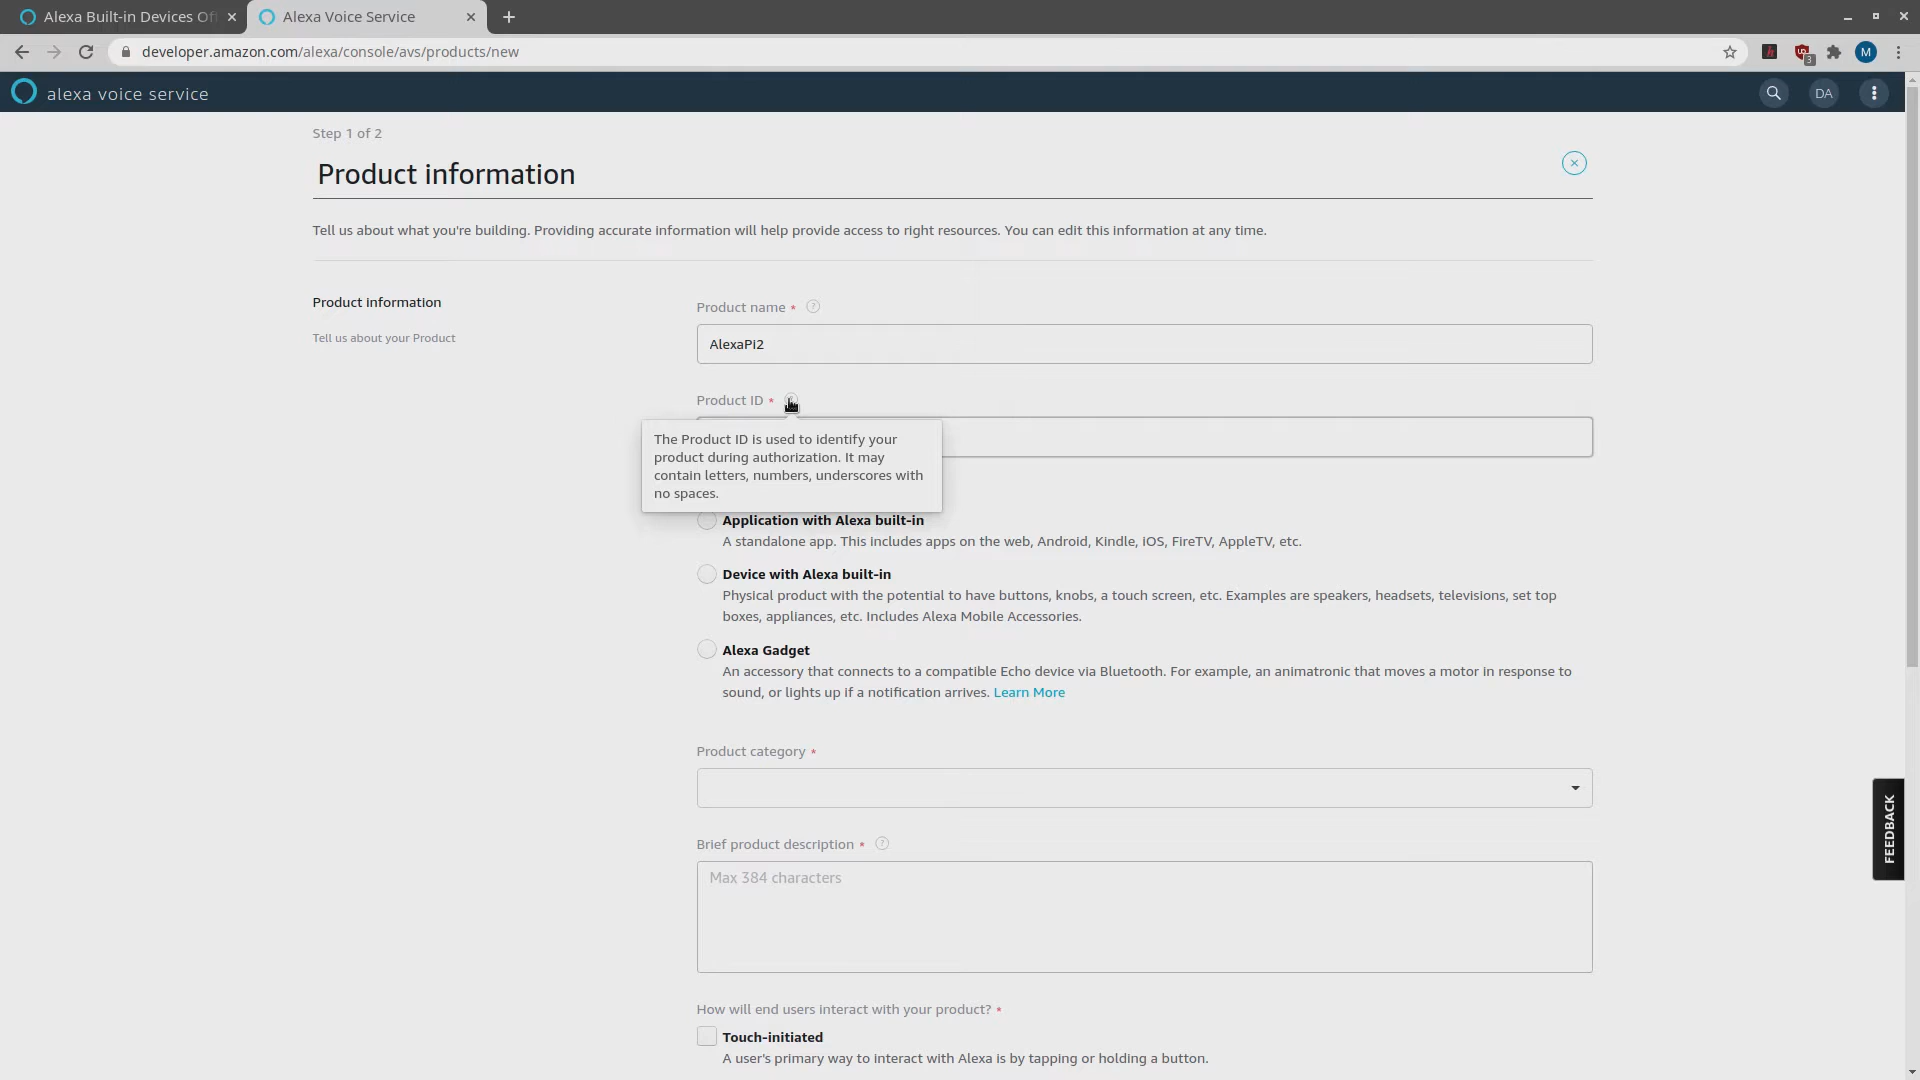 Alexa Built-in Devices Of
Alexa Voice Service
developer.amazon.com/alexa/console/avs/products/new
3
M
alexa voice service
DA
Step 1 of 2
Product information
Tell us about what you're building. Providing accurate information will help provide access to right resources. You can edit this information at any time.
Product information
Tell us about your Product
Product name * ?
AlexaPi2
Product ID *
The Product ID is used to identify your
product during authorization. It may
contain letters, numbers, underscores with
no spaces.
Application with Alexa built-in
A standalone app. This includes apps on the web, Android, Kindle, iOS, FireTV, AppleTV, etc.
Device with Alexa built-in
Physical product with the potential to have buttons, knobs, a touch screen, etc. Examples are speakers, headsets, televisions, set top
boxes, appliances, etc. Includes Alexa Mobile Accessories.
Alexa Gadget
An accessory that connects to a compatible Echo device via Bluetooth. For example, an animatronic that moves a motor in response to
sound, or lights up if a notification arrives. Learn More
Product category *
Brief product description * ?
Max 384 characters
How will end users interact with your product? *
Touch-initiated
A user's primary way to interact with Alexa is by tapping or holding a button.
FEEDBACK